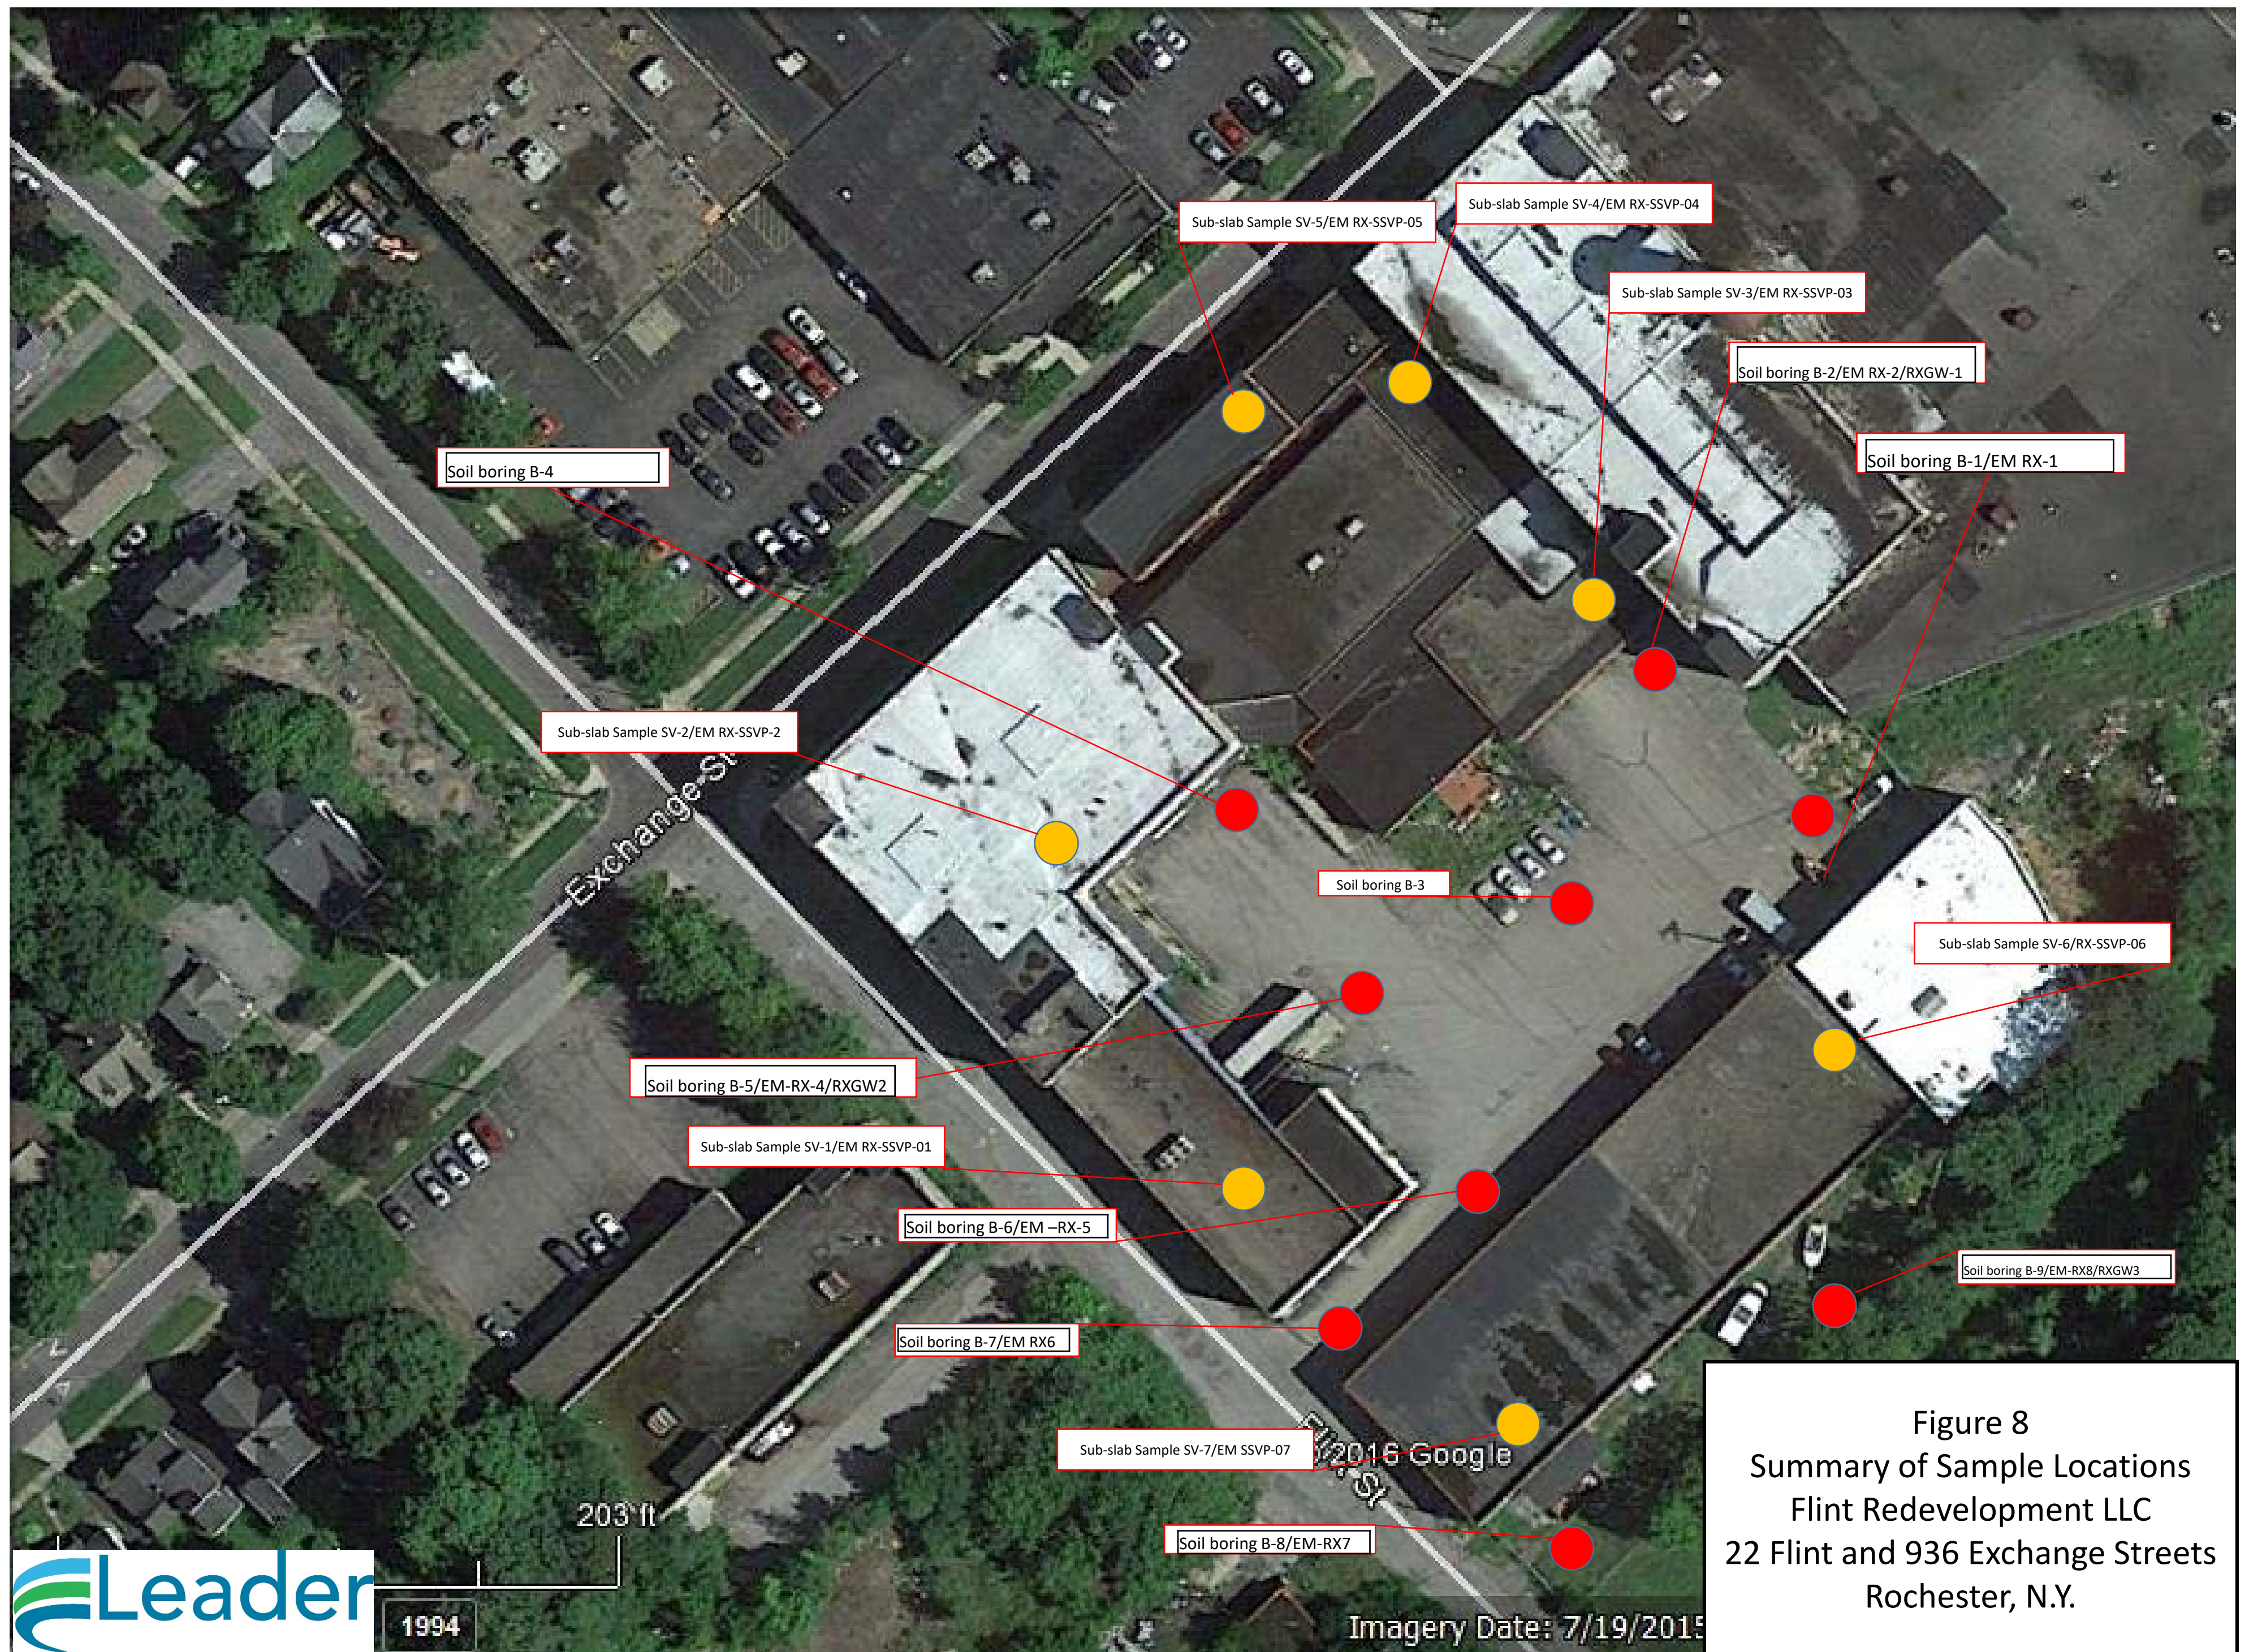 Sub-slab Sample SV-5/EM RX-SSVP-05
Sub-slab Sample SV-4/EM RX-SSVP-04
Sub-slab Sample SV-3/EM RX-SSVP-03
Soil boring B-2/EM RX-2/RXGW-1
Soil boring B-1/EM RX-1
Soil boring B-4
Sub-slab Sample SV-2/EM RX-SSVP-2
Exchange St
Soil boring B-3
Sub-slab Sample SV-6/RX-SSVP-06
Soil boring B-5/EM-RX-4/RXGW2
Sub-slab Sample SV-1/EM RX-SSVP-01
Soil boring B-6/EM –RX-5
Soil boring B-9/EM-RX8/RXGW3
Soil boring B-7/EM RX6
Sub-slab Sample SV-7/EM SSVP-07
2016 Google
St
203 ft
Soil boring B-8/EM-RX7
Leader
1994
Imagery Date: 7/19/2015
Figure 8
Summary of Sample Locations
Flint Redevelopment LLC
22 Flint and 936 Exchange Streets
Rochester, N.Y.